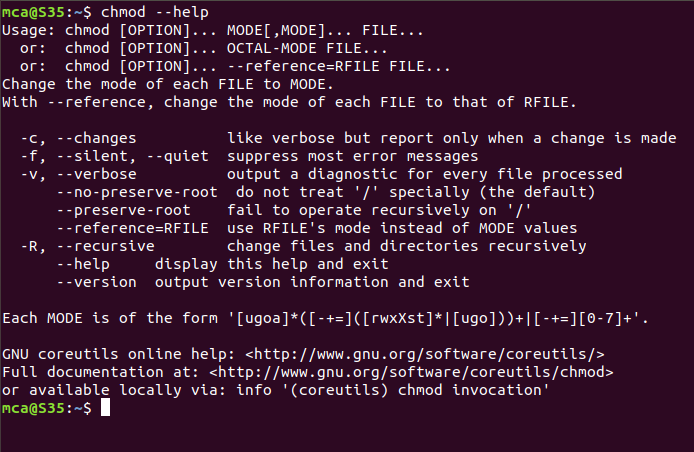 mca@S35:~$ chmod --help
Usage: chmod [OPTION]... MODE[,MODE]... FILE...
  or:  chmod [OPTION]... OCTAL-MODE FILE...
  or:  chmod [OPTION]... --reference=RFILE FILE...
Change the mode of each FILE to MODE.
With --reference, change the mode of each FILE to that of RFILE.

  -c, --changes          like verbose but report only when a change is made
  -f, --silent, --quiet  suppress most error messages
  -v, --verbose          output a diagnostic for every file processed
      --no-preserve-root  do not treat '/' specially (the default)
      --preserve-root    fail to operate recursively on '/'
      --reference=RFILE  use RFILE's mode instead of MODE values
  -R, --recursive        change files and directories recursively
      --help     display this help and exit
      --version  output version information and exit

Each MODE is of the form '[ugoa]*([-+=]([rwxXst]*|[ugo]))+|[-+=][0-7]+'.

GNU coreutils online help: <http://www.gnu.org/software/coreutils/>
Full documentation at: <http://www.gnu.org/software/coreutils/chmod>
or available locally via: info '(coreutils) chmod invocation'
mca@S35:~$